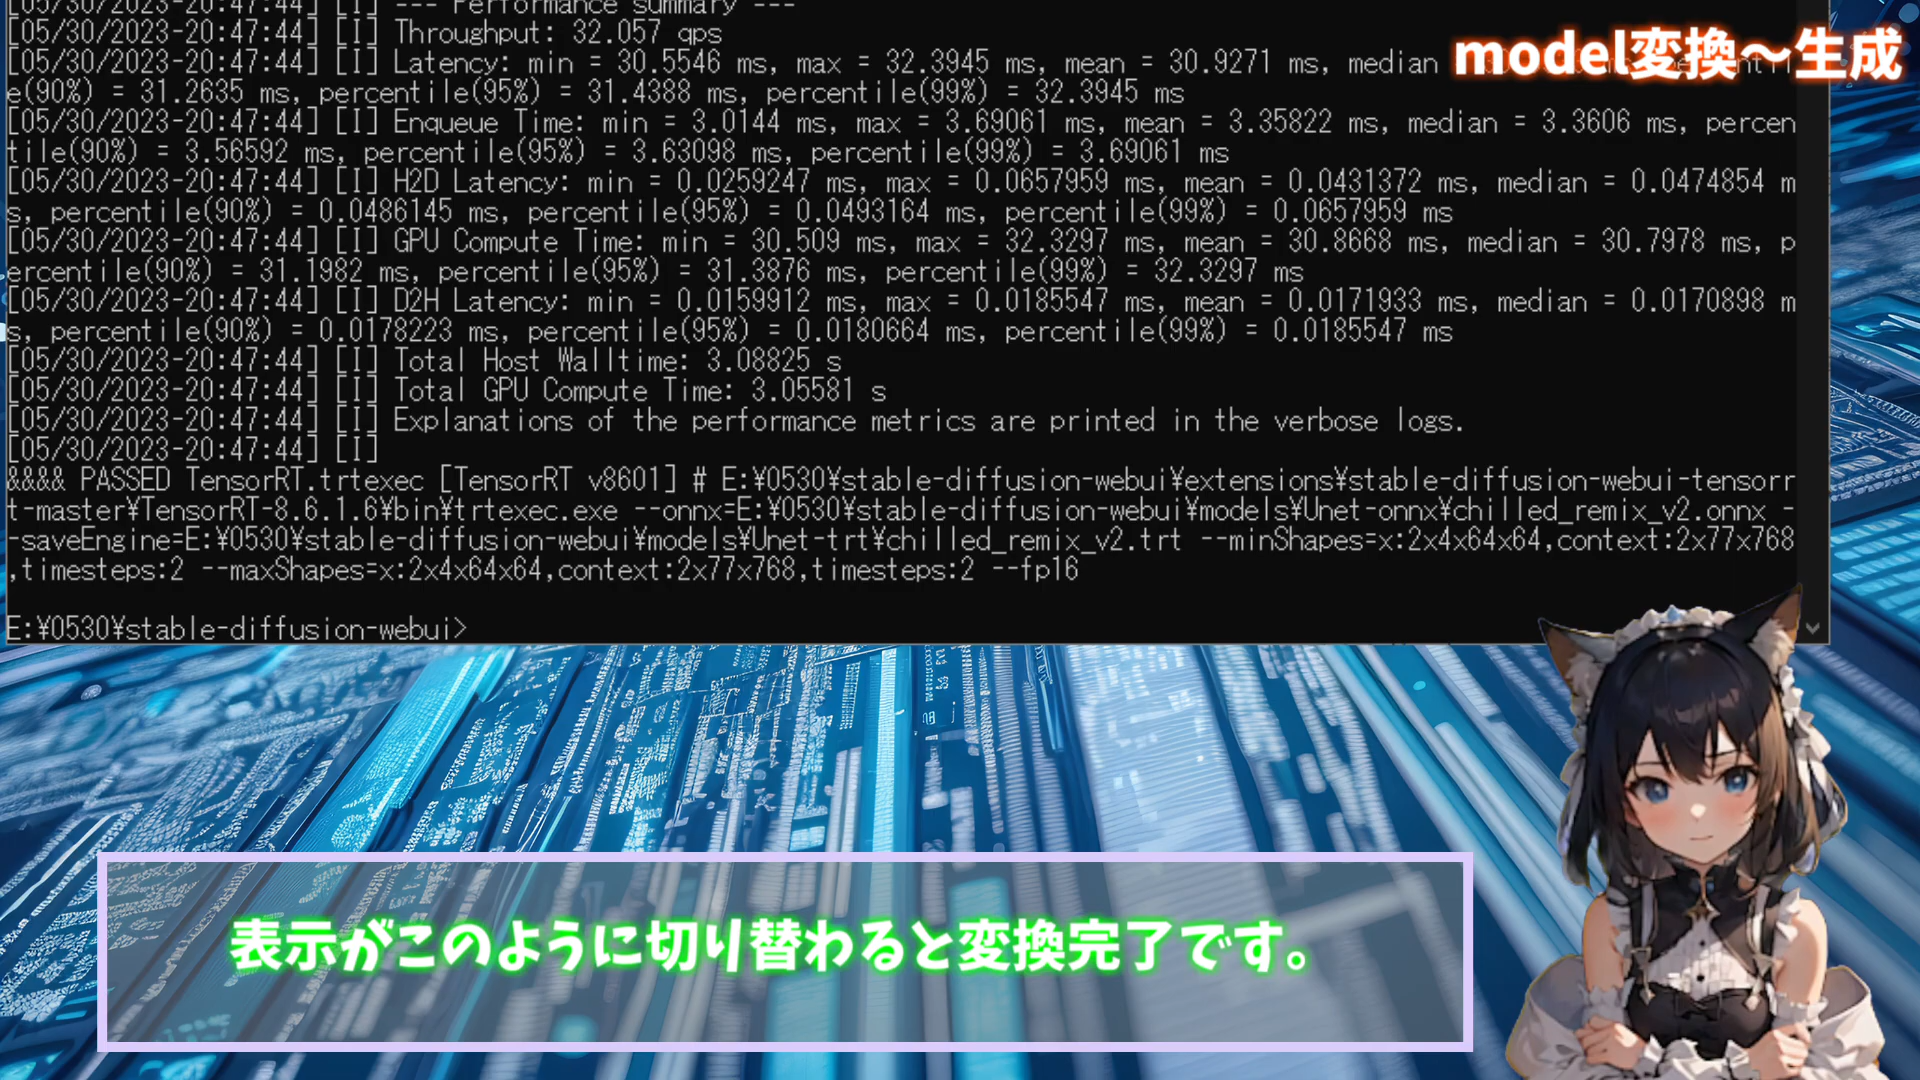 [05/30/2023-20:47:44] [I] --- Performance summary ---
model変換～生成
[05/30/2023-20:47:44] [I] Throughput: 32.057 qps
[05/30/2023-20:47:44] [I] Latency: min = 30.5546 ms, max = 32.3945 ms, mean = 30.9271 ms, median
e(90%) = 31.2635 ms, percentile(95%) = 31.4388 ms, percentile(99%) = 32.3945 ms
[05/30/2023-20:47:44] [I] Enqueue Time: min = 3.0144 ms, max = 3.69061 ms, mean = 3.35822 ms, median = 3.3606 ms, percen
tile(90%) = 3.56592 ms, percentile(95%) = 3.63098 ms, percentile(99%) = 3.69061 ms
[05/30/2023-20:47:44] [I] H2D Latency: min = 0.0259247 ms, max = 0.0657959 ms, mean = 0.0431372 ms, median = 0.0474854 m
s, percentile(90%) = 0.0486145 ms, percentile(95%) = 0.0493164 ms, percentile(99%) = 0.0657959 ms
[05/30/2023-20:47:44] [I] GPU Compute Time: min = 30.509 ms, max = 32.3297 ms, mean = 30.8668 ms, median = 30.7978 ms, p
ercentile(90%) = 31.1982 ms, percentile(95%) = 31.3876 ms, percentile(99%) = 32.3297 ms
[05/30/2023-20:47:44] [I] D2H Latency: min = 0.0159912 ms, max = 0.0185547 ms, mean = 0.0171933 ms, median = 0.0170898 m
s, percentile(90%) = 0.0178223 ms, percentile(95%) = 0.0180664 ms, percentile(99%) = 0.0185547 ms
[05/30/2023-20:47:44] [I] Total Host Walltime: 3.08825 s
[05/30/2023-20:47:44] [I] Total GPU Compute Time: 3.05581 s
[05/30/2023-20:47:44] [I] Explanations of the performance metrics are printed in the verbose logs.
[05/30/2023-20:47:44] [I]
&&&& PASSED TensorRT.trtexec [TensorRT v8601] # E:¥0530¥stable-diffusion-webui¥extensions¥stable-diffusion-webui-tensorr
t-master¥TensorRT-8.6.1.6¥bin¥trtexec.exe --onnx=E:¥0530¥stable-diffusion-webui¥models¥Unet-onnx¥chilled_remix_v2.onnx -
-saveEngine=E:¥0530¥stable-diffusion-webui¥models¥Unet-trt¥chilled_remix_v2.trt --minShapes=x:2x4x64x64,context:2x77x768
,timesteps:2 --maxShapes=x:2x4x64x64,context:2x77x768,timesteps:2 --fp16
E:¥0530¥stable-diffusion-webui>
表示がこのように切り替わると変換完了です。